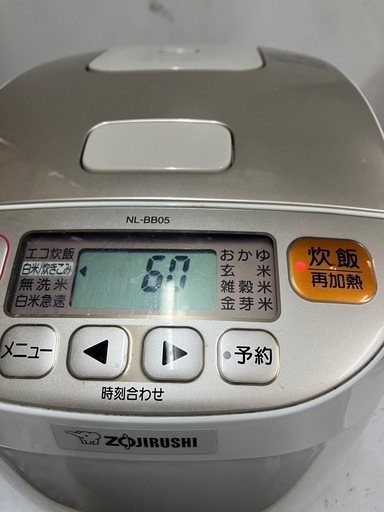 NL-BB05
エコ炊飯
白米/炊きこみ
無洗米
白米急速
おかゆ
玄米
雑穀米
金芽米
炊飯
再加熱
メニュー
予約
時刻合わせ
ZOJIRUSHI